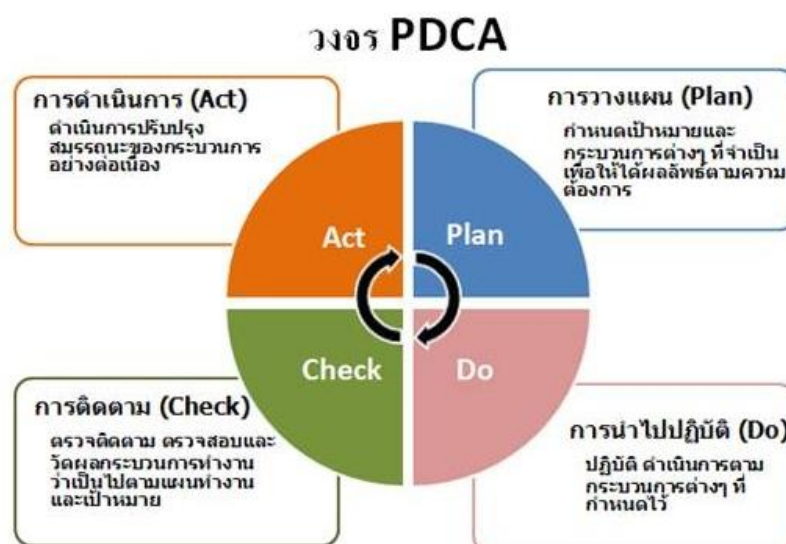 วงจร PDCA
การดำเนินการ (Act)
ดำเนินการปรับปรุง
สมรรถนะของกระบวนการ
อย่างต่อเนื่อง
การวางแผน (Plan)
กำหนดเป้าหมายและ
กระบวนการต่างๆ ที่จำเป็น
เพื่อให้ได้ผลลัพธ์ตามความ
ต้องการ
Act
Plan
Check
Do
การติดตาม (Check)
ตรวจติดตาม ตรวจสอบและ
วัดผลกระบวนการทำงาน
ว่าเป็นไปตามแผนทำงาน
และเป้าหมาย
การนำไปปฏิบัติ (Do)
ปฏิบัติ ดำเนินการตาม
กระบวนการต่างๆ ที่
กำหนดไว้